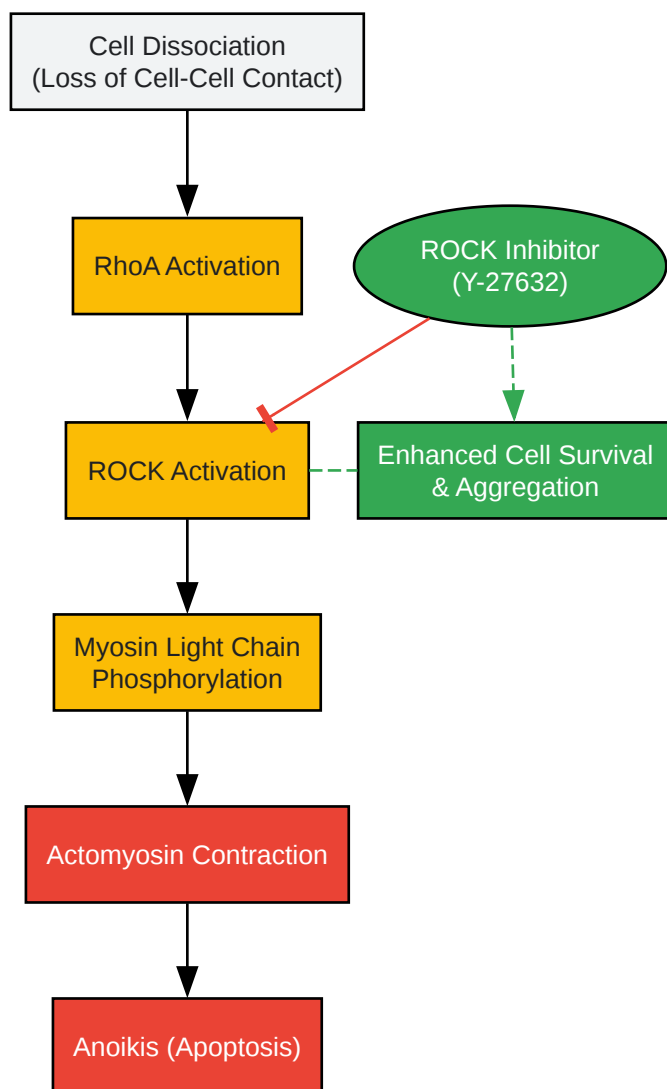 Cell Dissociation
(Loss of Cell-Cell Contact)
RhoA Activation
ROCK Inhibitor
(Y-27632)
ROCK Activation
Enhanced Cell Survival
& Aggregation
Myosin Light Chain
Phosphorylation
Actomyosin Contraction
Anoikis (Apoptosis)